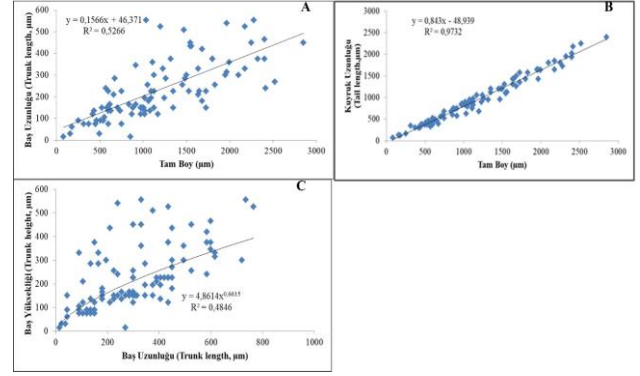 A
y = 0,1566x + 46,371
R² = 0,5266
Baş Uzunluğu (Trunk length, µm)
600
500
400
300
200
100
0
0 500 1000 1500 2000 2500 3000
Tam Boy (µm)
B
y = 0,843x - 48,939
R² = 0,9732
Kuyruk Uzunluğu
(Tail length,µm)
3000
2500
2000
1500
1000
500
0
0 500 1000 1500 2000 2500 3000
Tam Boy (µm)
C
Baş Yüksekliği (Trunk height, µm)
600
500
400
300
200
100
0
y = 4,8614x
R² = 0,4846
0 200 400 600 800 1000
Baş Uzunluğu (Trunk length, µm)